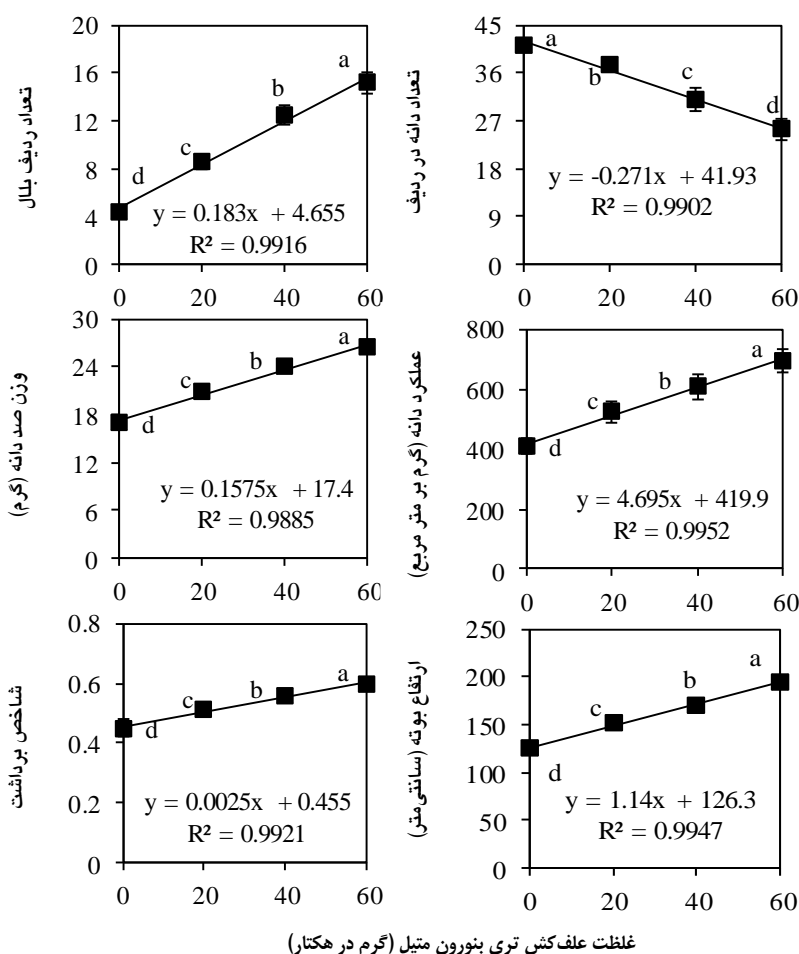 تعداد ردیف بلال
20
16
12
8
4
0
a
b
c
d
y = 0.183x + 4.655
R² = 0.9916
0 20 40 60
تعداد دانه در ردیف
45
36
27
18
9
0
a
b
c
d
y = -0.271x + 41.93
R² = 0.9902
0 20 40 60
وزن صد دانه (گرم)
30
24
18
12
6
0
a
b
c
d
y = 0.1575x + 17.4
R² = 0.9885
0 20 40 60
عملکرد دانه (گرم بر متر مربع)
800
600
400
200
0
a
b
c
d
y = 4.695x + 419.9
R² = 0.9952
0 20 40 60
شاخص برداشت
0.8
0.6
0.4
0.2
0
a
b
c
d
y = 0.0025x + 0.455
R² = 0.9921
0 20 40 60
ارتفاع بوته (سانتی‌متر)
250
200
150
100
50
0
a
b
c
d
y = 1.14x + 126.3
R² = 0.9947
0 20 40 60
غلظت علف‌کش تری بنورون متیل (گرم در هکتار)